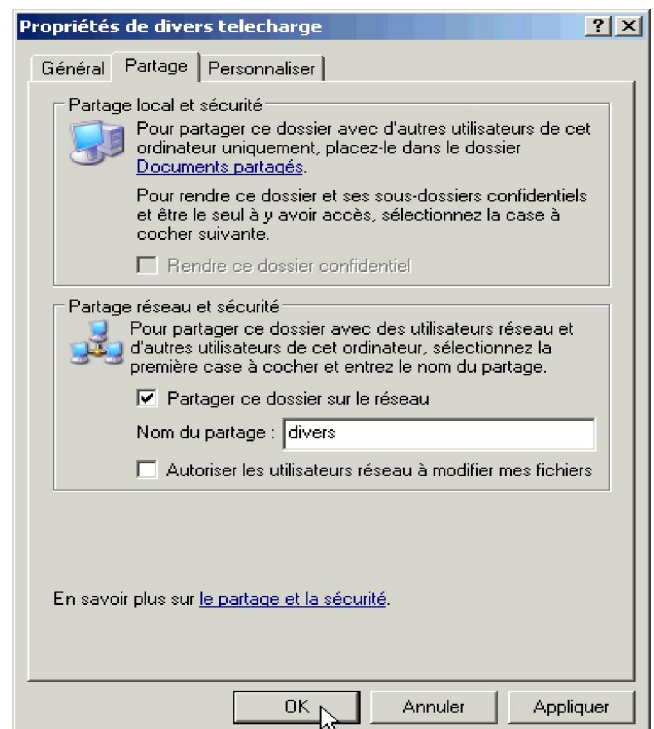 Propriétés de divers telecharge
Général
Partage
Personnaliser
Partage local et sécurité
Pour partager ce dossier avec d'autres utilisateurs de cet
ordinateur uniquement, placez-le dans le dossier
Documents partagés.
Pour rendre ce dossier et ses sous-dossiers confidentiels
et être le seul à y avoir accès, sélectionnez la case à
cocher suivante.
Rendre ce dossier confidentiel
Partage réseau et sécurité
Pour partager ce dossier avec des utilisateurs réseau et
d'autres utilisateurs de cet ordinateur, sélectionnez la
première case à cocher et entrez le nom du partage.
Partager ce dossier sur le réseau
Nom du partage : divers
Autoriser les utilisateurs réseau à modifier mes fichiers
En savoir plus sur le partage et la sécurité.
OK
Annuler
Appliquer